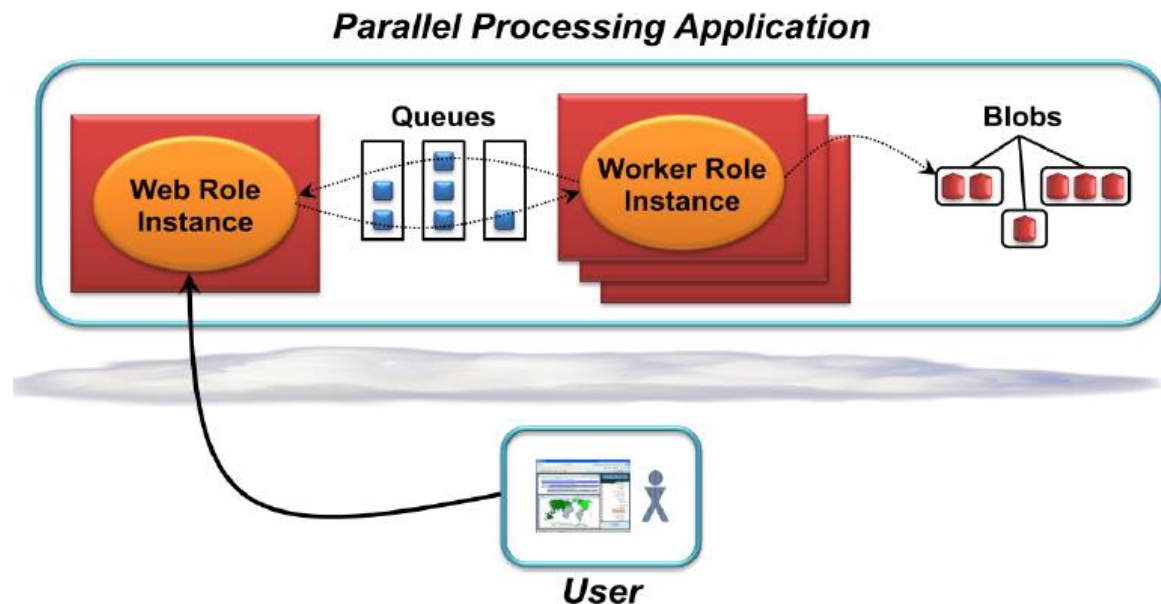 Parallel Processing Application
Queues
Blobs
Web Role
Instance
Worker Role
Instance
User